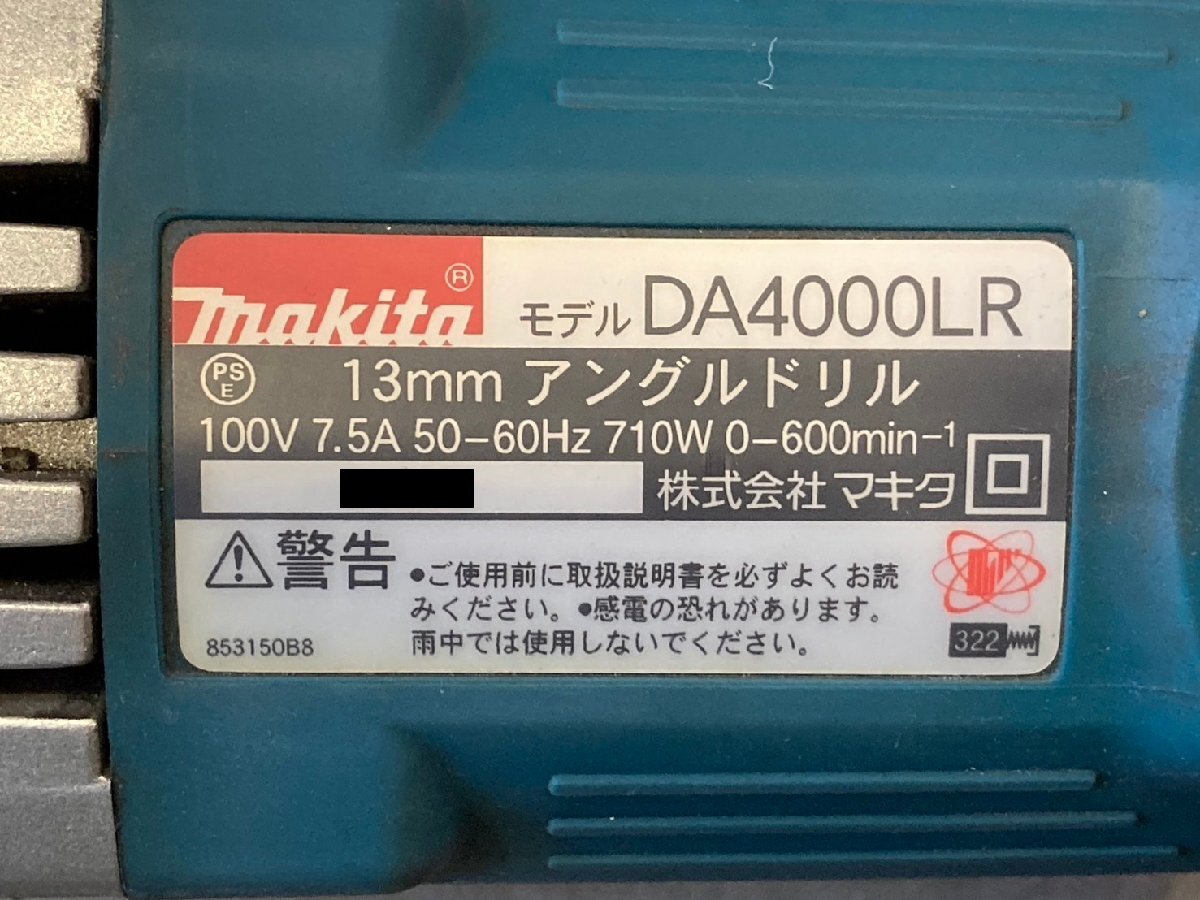 makita®
モデル DA4000LR
PSE 13mm アングルドリル
100V 7.5A 50-60Hz 710W 0-600min-1
株式会社 マキタ
警告 ●ご使用前に取扱説明書を必ずよくお読
みください。●感電の恐れがあります。
雨中では使用しないでください。
853150B8
322